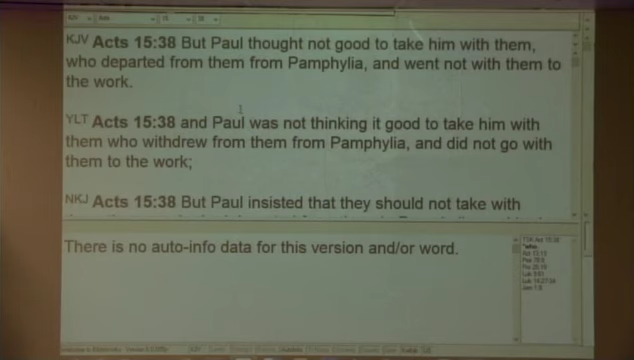 KJV Acts 15:38 But Paul thought not good to take him with them,
who departed from them from Pamphylia, and went not with them to
the work.
YLT Acts 15:38 and Paul was not thinking it good to take him with
them who withdrew from them from Pamphylia, and did not go with
them to the work;
NKJ Acts 15:38 But Paul insisted that they should not take with
There is no auto-info data for this version and/or word.